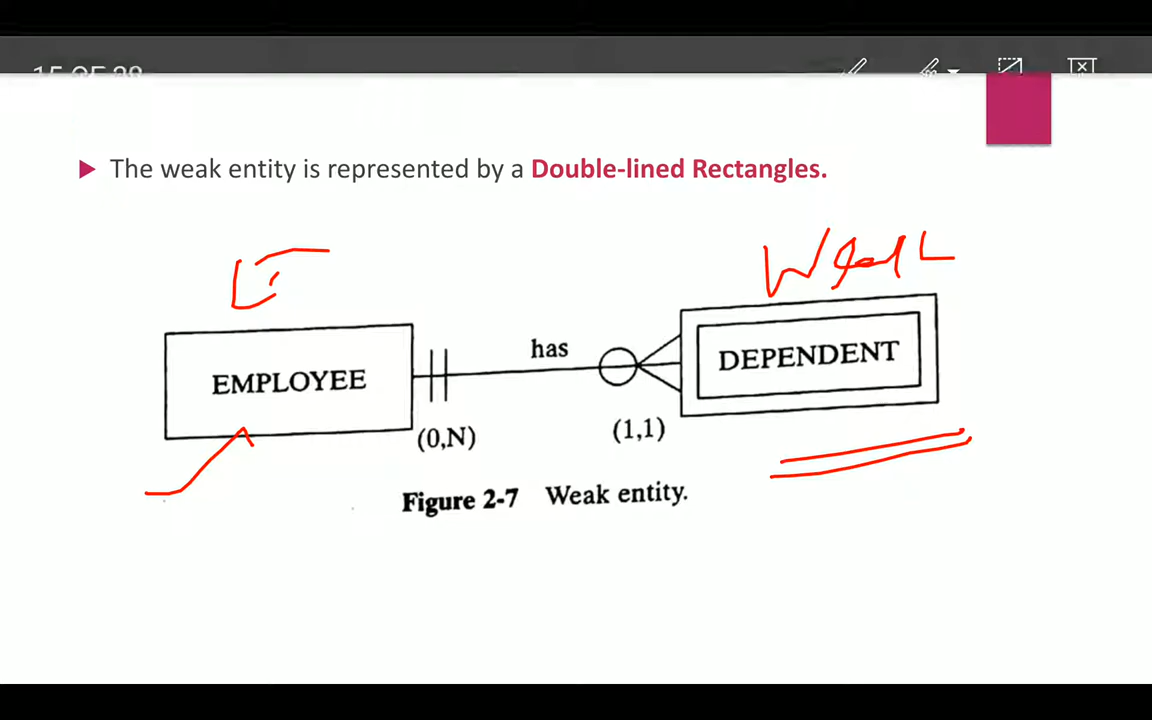 The weak entity is represented by a Double-lined Rectangles.
Weak
EMPLOYEE
has
DEPENDENT
(0,N)
(1,1)
Figure 2-7 Weak entity.